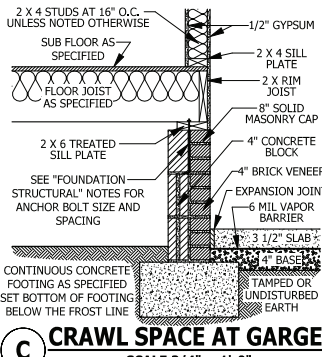 2 X 4 STUDS AT 16" O.C.
UNLESS NOTED OTHERWISE
SUB FLOOR AS
SPECIFIED
FLOOR JOIST
AS SPECIFIED
2 X 6 TREATED
SILL PLATE
SEE "FOUNDATION
STRUCTURAL" NOTES FOR
ANCHOR BOLT SIZE AND
SPACING
CONTINUOUS CONCRETE
FOOTING AS SPECIFIED
SET BOTTOM OF FOOTING
BELOW THE FROST LINE
1/2" GYPSUM
2 X 4 SILL
PLATE
2 X RIM
JOIST
8" SOLID
MASONRY CAP
4" CONCRETE
BLOCK
4" BRICK VENEER
EXPANSION JOINT
6 MIL VAPOR
BARRIER
3 1/2" SLAB
4" BASE
TAMPED OR
UNDISTURBED
EARTH
C
CRAWL SPACE AT GARGE